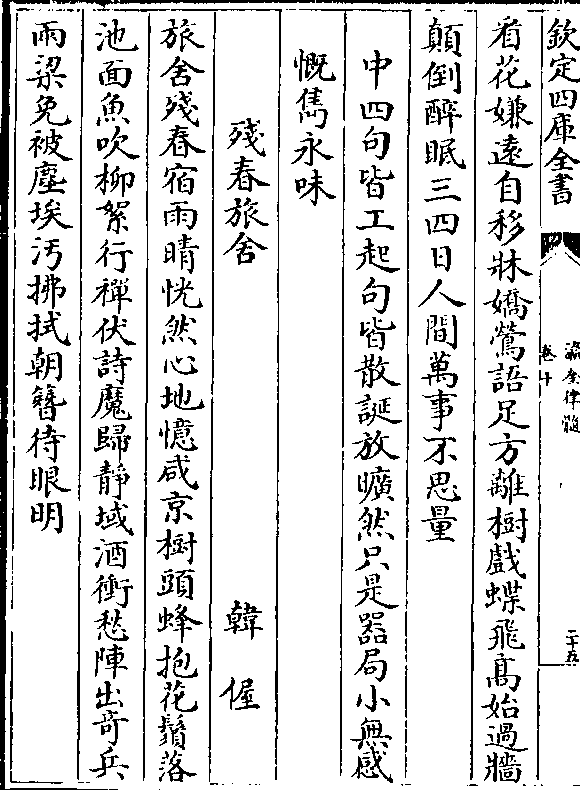 欽定四庫全書
瀛奎律髓
卷十
二十五
看花嫌遠自移牀嬌鶯語足方離樹戲蝶飛髙始過牆
顛倒醉眠三四日人間萬事不思量
中四句皆工起句皆散誕放曠然只是器局小無感
慨雋永味
殘春旅舍
韓偓
旅舍殘春宿雨晴恍然心地憶咸京樹頭蜂抱花鬚落
池面魚吹柳絮行禪伏詩魔歸靜域酒衝愁陣出竒兵
兩梁免被塵埃汚拂拭朝簪待眼明